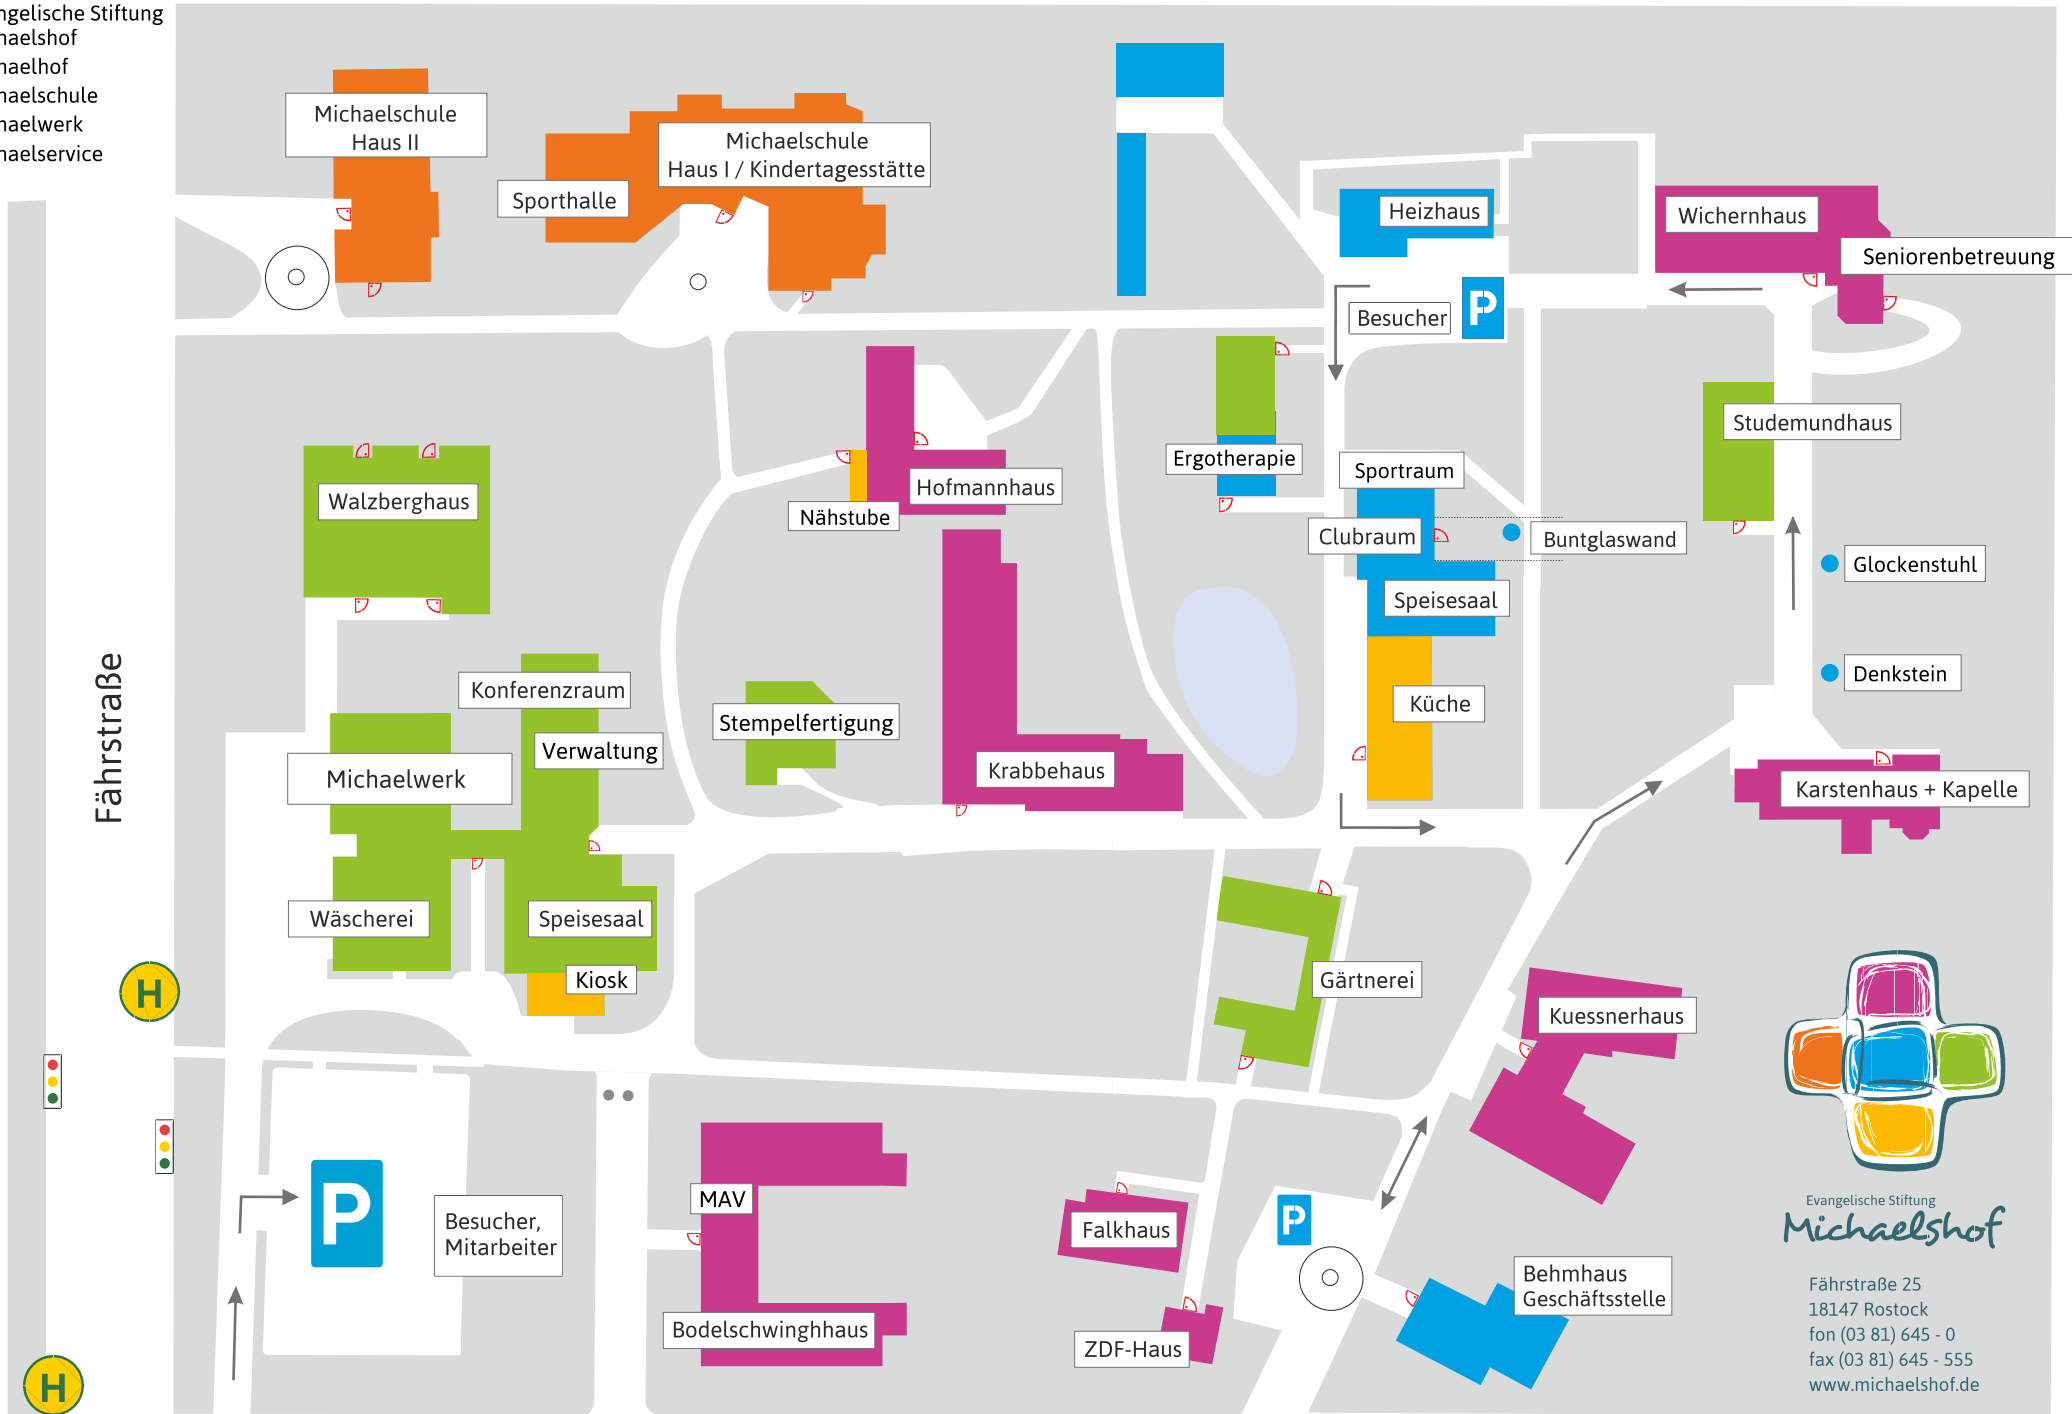 ngelische Stiftung
haelshof
haelhof
haelschule
haelwerk
haelservice
Michaelschule
Haus II
Michaelschule
Haus I / Kindertagesstätte
Sporthalle
Heizhaus
Wichernhaus
Seniorenbetreuung
Besucher
P
Studemundhaus
Ergotherapie
Sportraum
Hofmannhaus
Nähstube
Walzberghaus
Clubraum
Buntglaswand
Glockenstuhl
Speisesaal
Denkstein
Konferenzraum
Küche
Stempelfertigung
Verwaltung
Michaelwerk
Krabbehaus
Karstenhaus + Kapelle
Fährstraße
Wäscherei
Speisesaal
Kiosk
Gärtnerei
H
Kuessnerhaus
P
MAV
Besucher,
Mitarbeiter
Falkhaus
P
Behmhaus
Geschäftsstelle
Bodelschwinghhaus
ZDF-Haus
H
Evangelische Stiftung
Michaelshof
Fährstraße 25
18147 Rostock
fon (03 81) 645 - 0
fax (03 81) 645 - 555
www.michaelshof.de